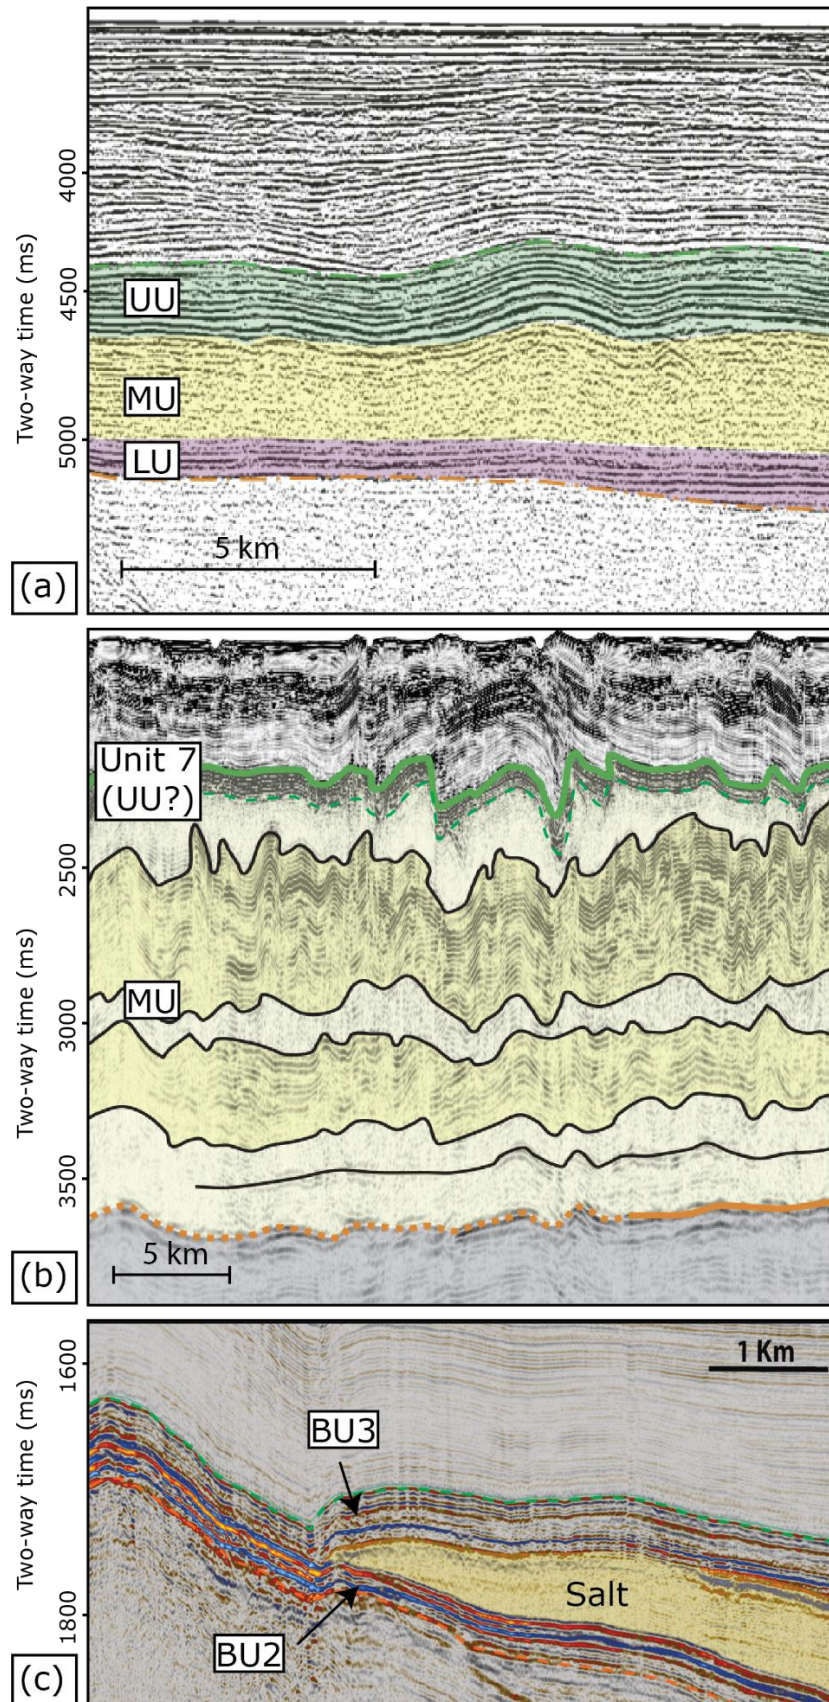 Two-way time (ms)
4000
4500
5000
UU
MU
LU
5 km
(a)
Two-way time (ms)
2500
3000
3500
Unit 7
(UU?)
MU
5 km
(b)
Two-way time (ms)
1600
1800
1 Km
BU3
Salt
BU2
(c)